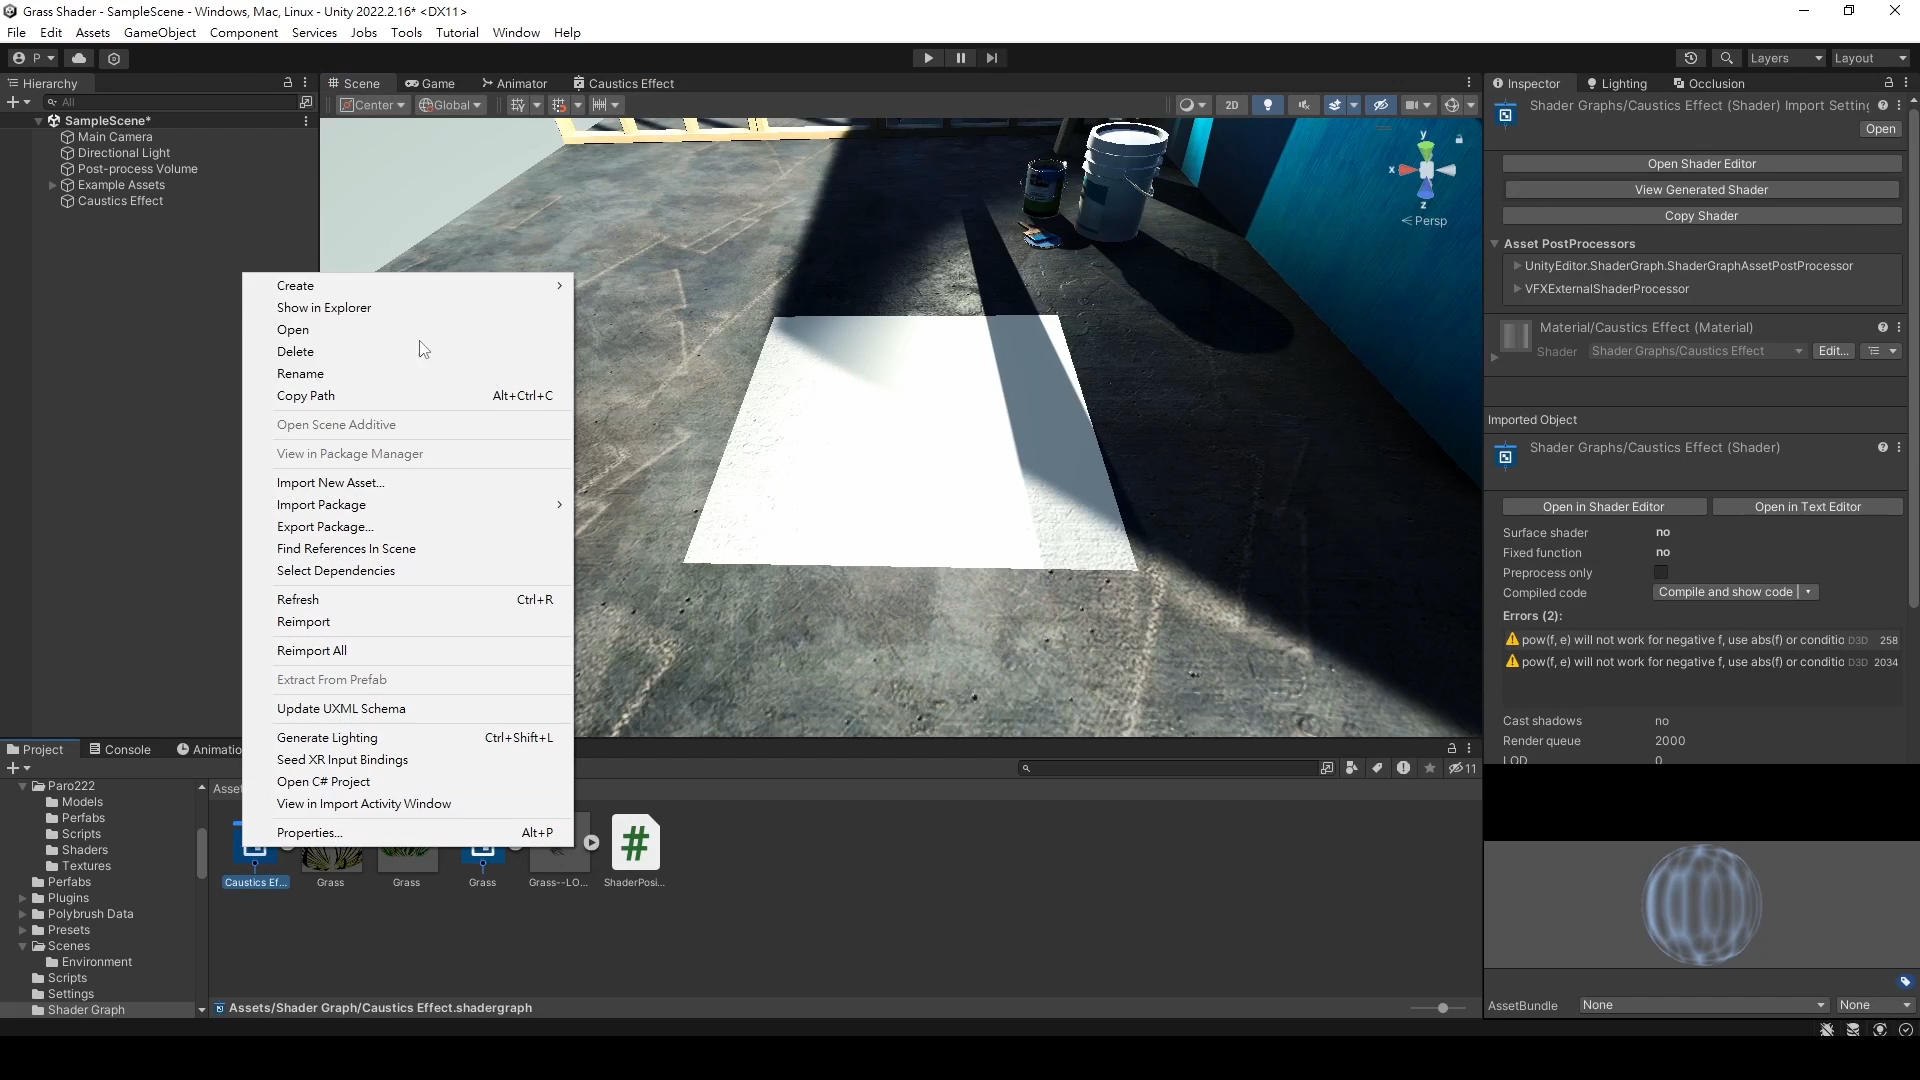 Grass Shader - SampleScene - Windows, Mac, Linux - Unity 2022.2.16* <DX11>
File Edit Assets GameObject Component Services Jobs Tools Tutorial Window Help
P
Layers
Layout
Hierarchy
All
SampleScene*
Main Camera
Directional Light
Post-process Volume
Example Assets
Caustics Effect
Scene
Game
Animator
Caustics Effect
Center
Global
2D
y
x
z
Persp
Create
Show in Explorer
Open
Delete
Rename
Copy Path Alt+Ctrl+C
Open Scene Additive
View in Package Manager
Import New Asset...
Import Package
Export Package...
Find References In Scene
Select Dependencies
Refresh Ctrl+R
Reimport
Reimport All
Extract From Prefab
Update UXML Schema
Generate Lighting Ctrl+Shift+L
Seed XR Input Bindings
Open C# Project
View in Import Activity Window
Properties... Alt+P
Inspector
Lighting
Occlusion
Shader Graphs/Caustics Effect (Shader) Import Setting
Open
Open Shader Editor
View Generated Shader
Copy Shader
Asset PostProcessors
UnityEditor.ShaderGraph.ShaderGraphAssetPostProcessor
VFXExternalShaderProcessor
Material/Caustics Effect (Material)
Shader Shader Graphs/Caustics Effect Edit...
Imported Object
Shader Graphs/Caustics Effect (Shader)
Open in Shader Editor Open in Text Editor
Surface shader no
Fixed function no
Preprocess only
Compiled code Compile and show code
Errors (2):
pow(f, e) will not work for negative f, use abs(f) or conditio D3D 258
pow(f, e) will not work for negative f, use abs(f) or conditio D3D 2034
Cast shadows no
Render queue 2000
LOD 0
AssetBundle None None
Project
Console
Animatio
11
Paro222
Models
Perfabs
Scripts
Shaders
Textures
Perfabs
Plugins
Polybrush Data
Presets
Scenes
Environment
Scripts
Settings
Shader Graph
Asset
Caustics Ef...
Grass
Grass
Grass
Grass--LO...
#
ShaderPosi...
Assets/Shader Graph/Caustics Effect.shadergraph